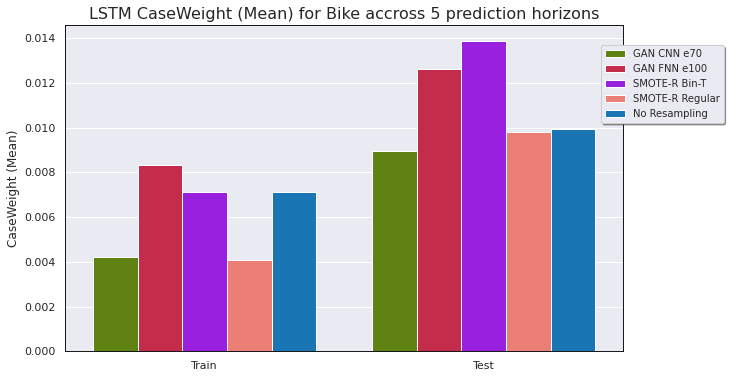 LSTM CaseWeight (Mean) for Bike accross 5 prediction horizons
CaseWeight (Mean)
0.014
0.012
0.010
0.008
0.006
0.004
0.002
0.000
Train
Test
GAN CNN e70
GAN FNN e100
SMOTE-R Bin-T
SMOTE-R Regular
No Resampling